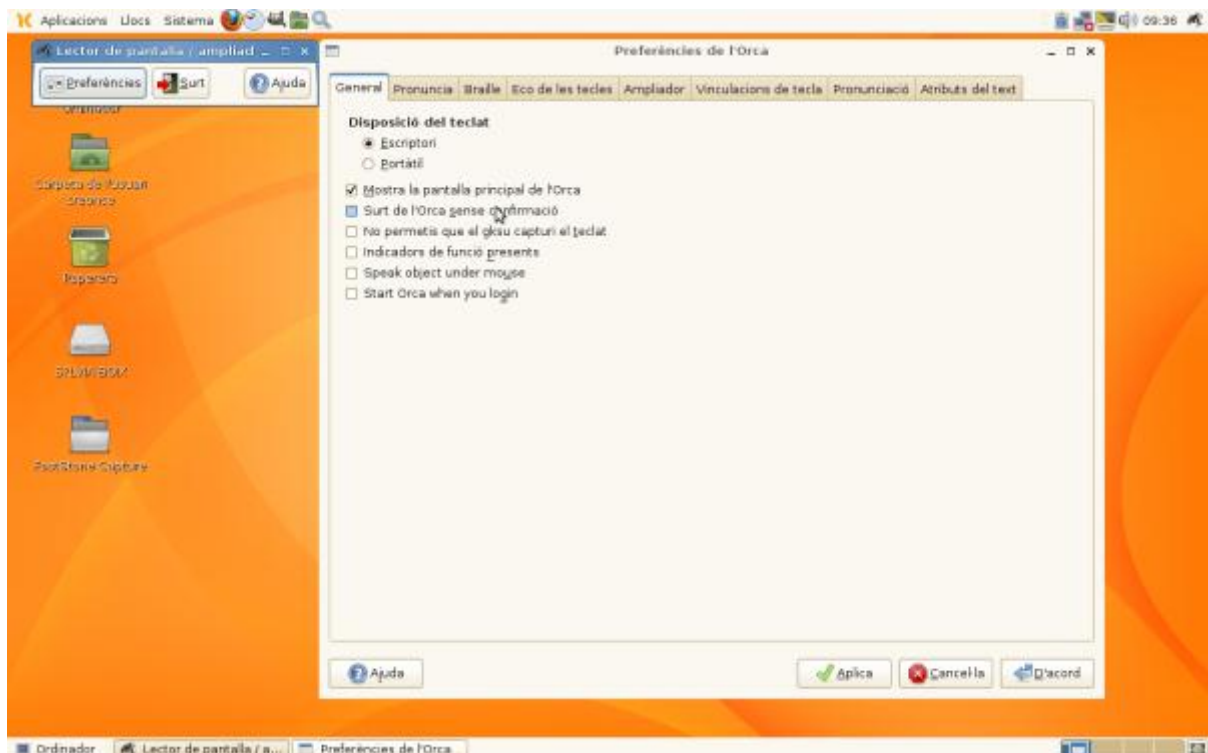 Aplicacions Llocs Sistema
09:36
Lector de pantalla / ampliad
Preferències Surt Ajuda
Ordinador
Paperera
FootStone Capture
Preferències de l'Orca
General Pronuncia Braille Eco de les tecles Ampliador Vinculacions de tecla Pronunciació Atributs del text
Disposició del teclat
Escriptori
Portàtil
Mostra la pantalla principal de l'Orca
Surt de l'Orca sense confirmació
No permetis que el gksu capturi el teclat
Indicadors de funció presents
Speak object under mouse
Start Orca when you login
Ajuda Aplica Cancel·la D'acord
Ordinador Lector de pantalla / a... Preferències de l'Orca